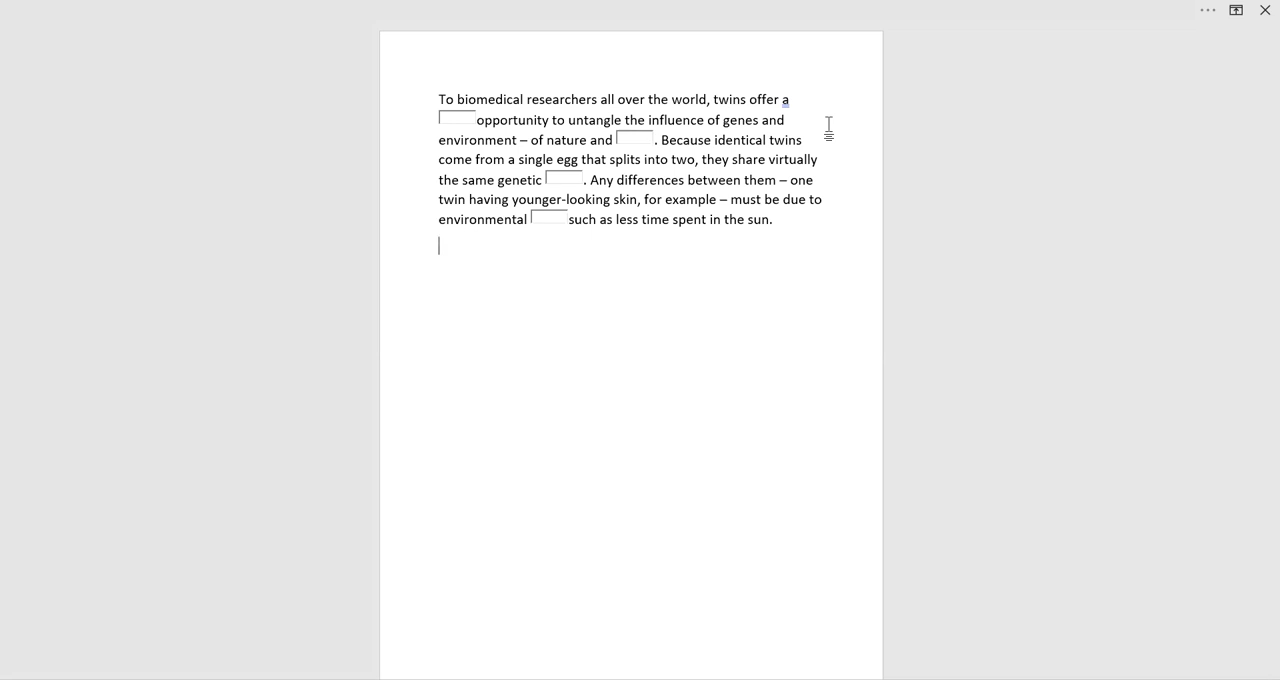 To biomedical researchers all over the world, twins offer a
opportunity to untangle the influence of genes and
environment – of nature and . Because identical twins
come from a single egg that splits into two, they share virtually
the same genetic . Any differences between them – one
twin having younger-looking skin, for example – must be due to
environmental such as less time spent in the sun.